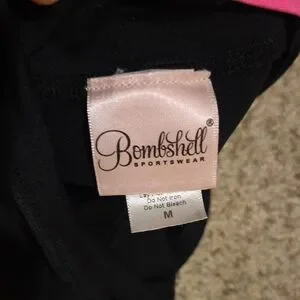 Bombshell®
SPORTSWEAR
Do Not Iron
Do Not Bleach
M